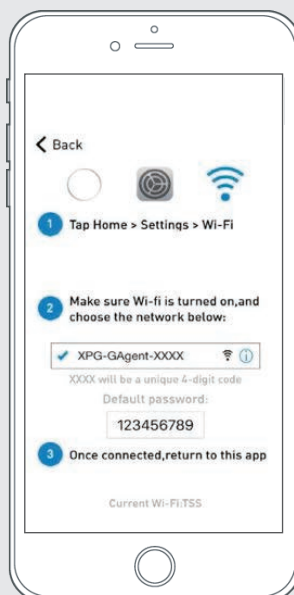 Back
1 Tap Home > Settings > Wi-Fi
2 Make sure Wi-fi is turned on,and
choose the network below:
XPG-GAgent-XXXX
XXXX will be a unique 4-digit code
Default password:
123456789
3 Once connected,return to this app
Current Wi-Fi:TSS